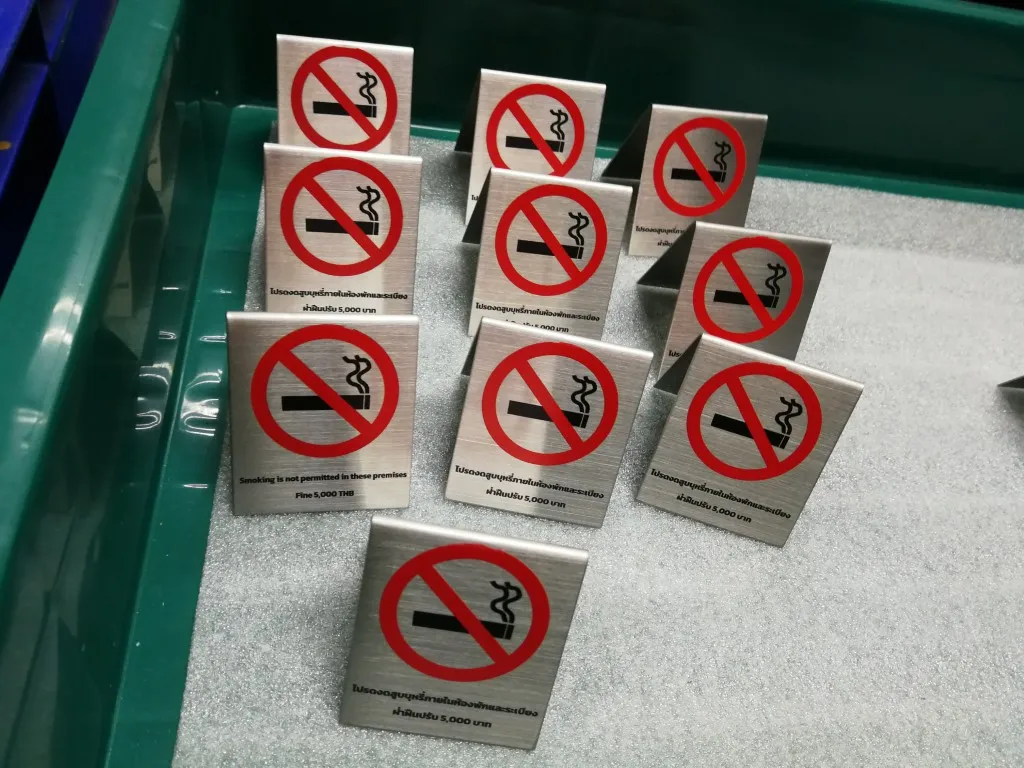 โปรดงดสูบบุหรี่
ฝ่าฝืน
โปรดงดสูบบุหรี่ภายในห้องพักและระเบียง
ฝ่าฝืนปรับ 5,000 บาท
โปรดงดสูบบุหรี่ภายในห้องพักและระเบียง
5,000 บาท
Smoking is not permitted in these premises
Fine 5,000 THB
โปรดงดสูบบุหรี่ภายในห้องพักและระเบียง
ฝ่าฝืนปรับ 5,000 บาท
โปรดงดสูบบุหรี่ภายในห้องพักและระเบียง
ฝ่าฝืนปรับ 5,000 บาท
โปรดงดสูบบุหรี่ภายในห้องพักและระเบียง
ฝ่าฝืนปรับ 5,000 บาท